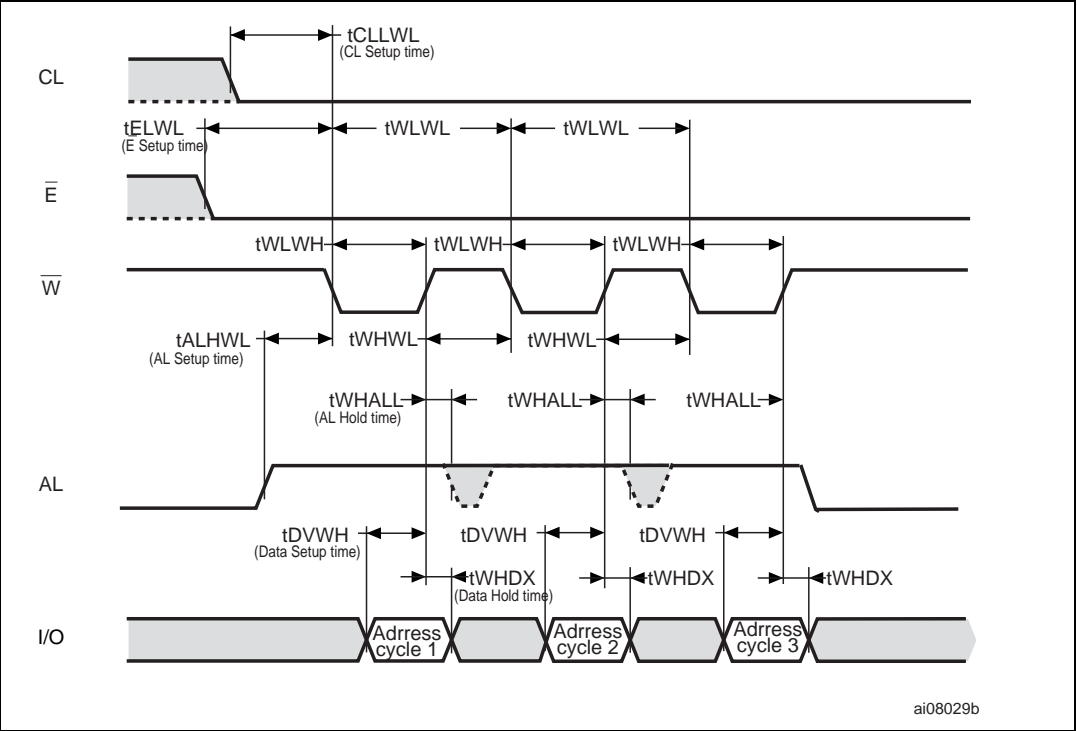 tCLLWL
(CL Setup time)
CL
tELWL
(E Setup time)
tWLWL
tWLWL
E
tWLWH
tWLWH
tWLWH
W
tALHWL
(AL Setup time)
tWHWL
tWHWL
tWHALL
(AL Hold time)
tWHALL
tWHALL
AL
tDVWH
(Data Setup time)
tDVWH
tDVWH
tWHDX
(Data Hold time)
tWHDX
tWHDX
I/O
Adrress
cycle 1
Adrress
cycle 2
Adrress
cycle 3
ai08029b